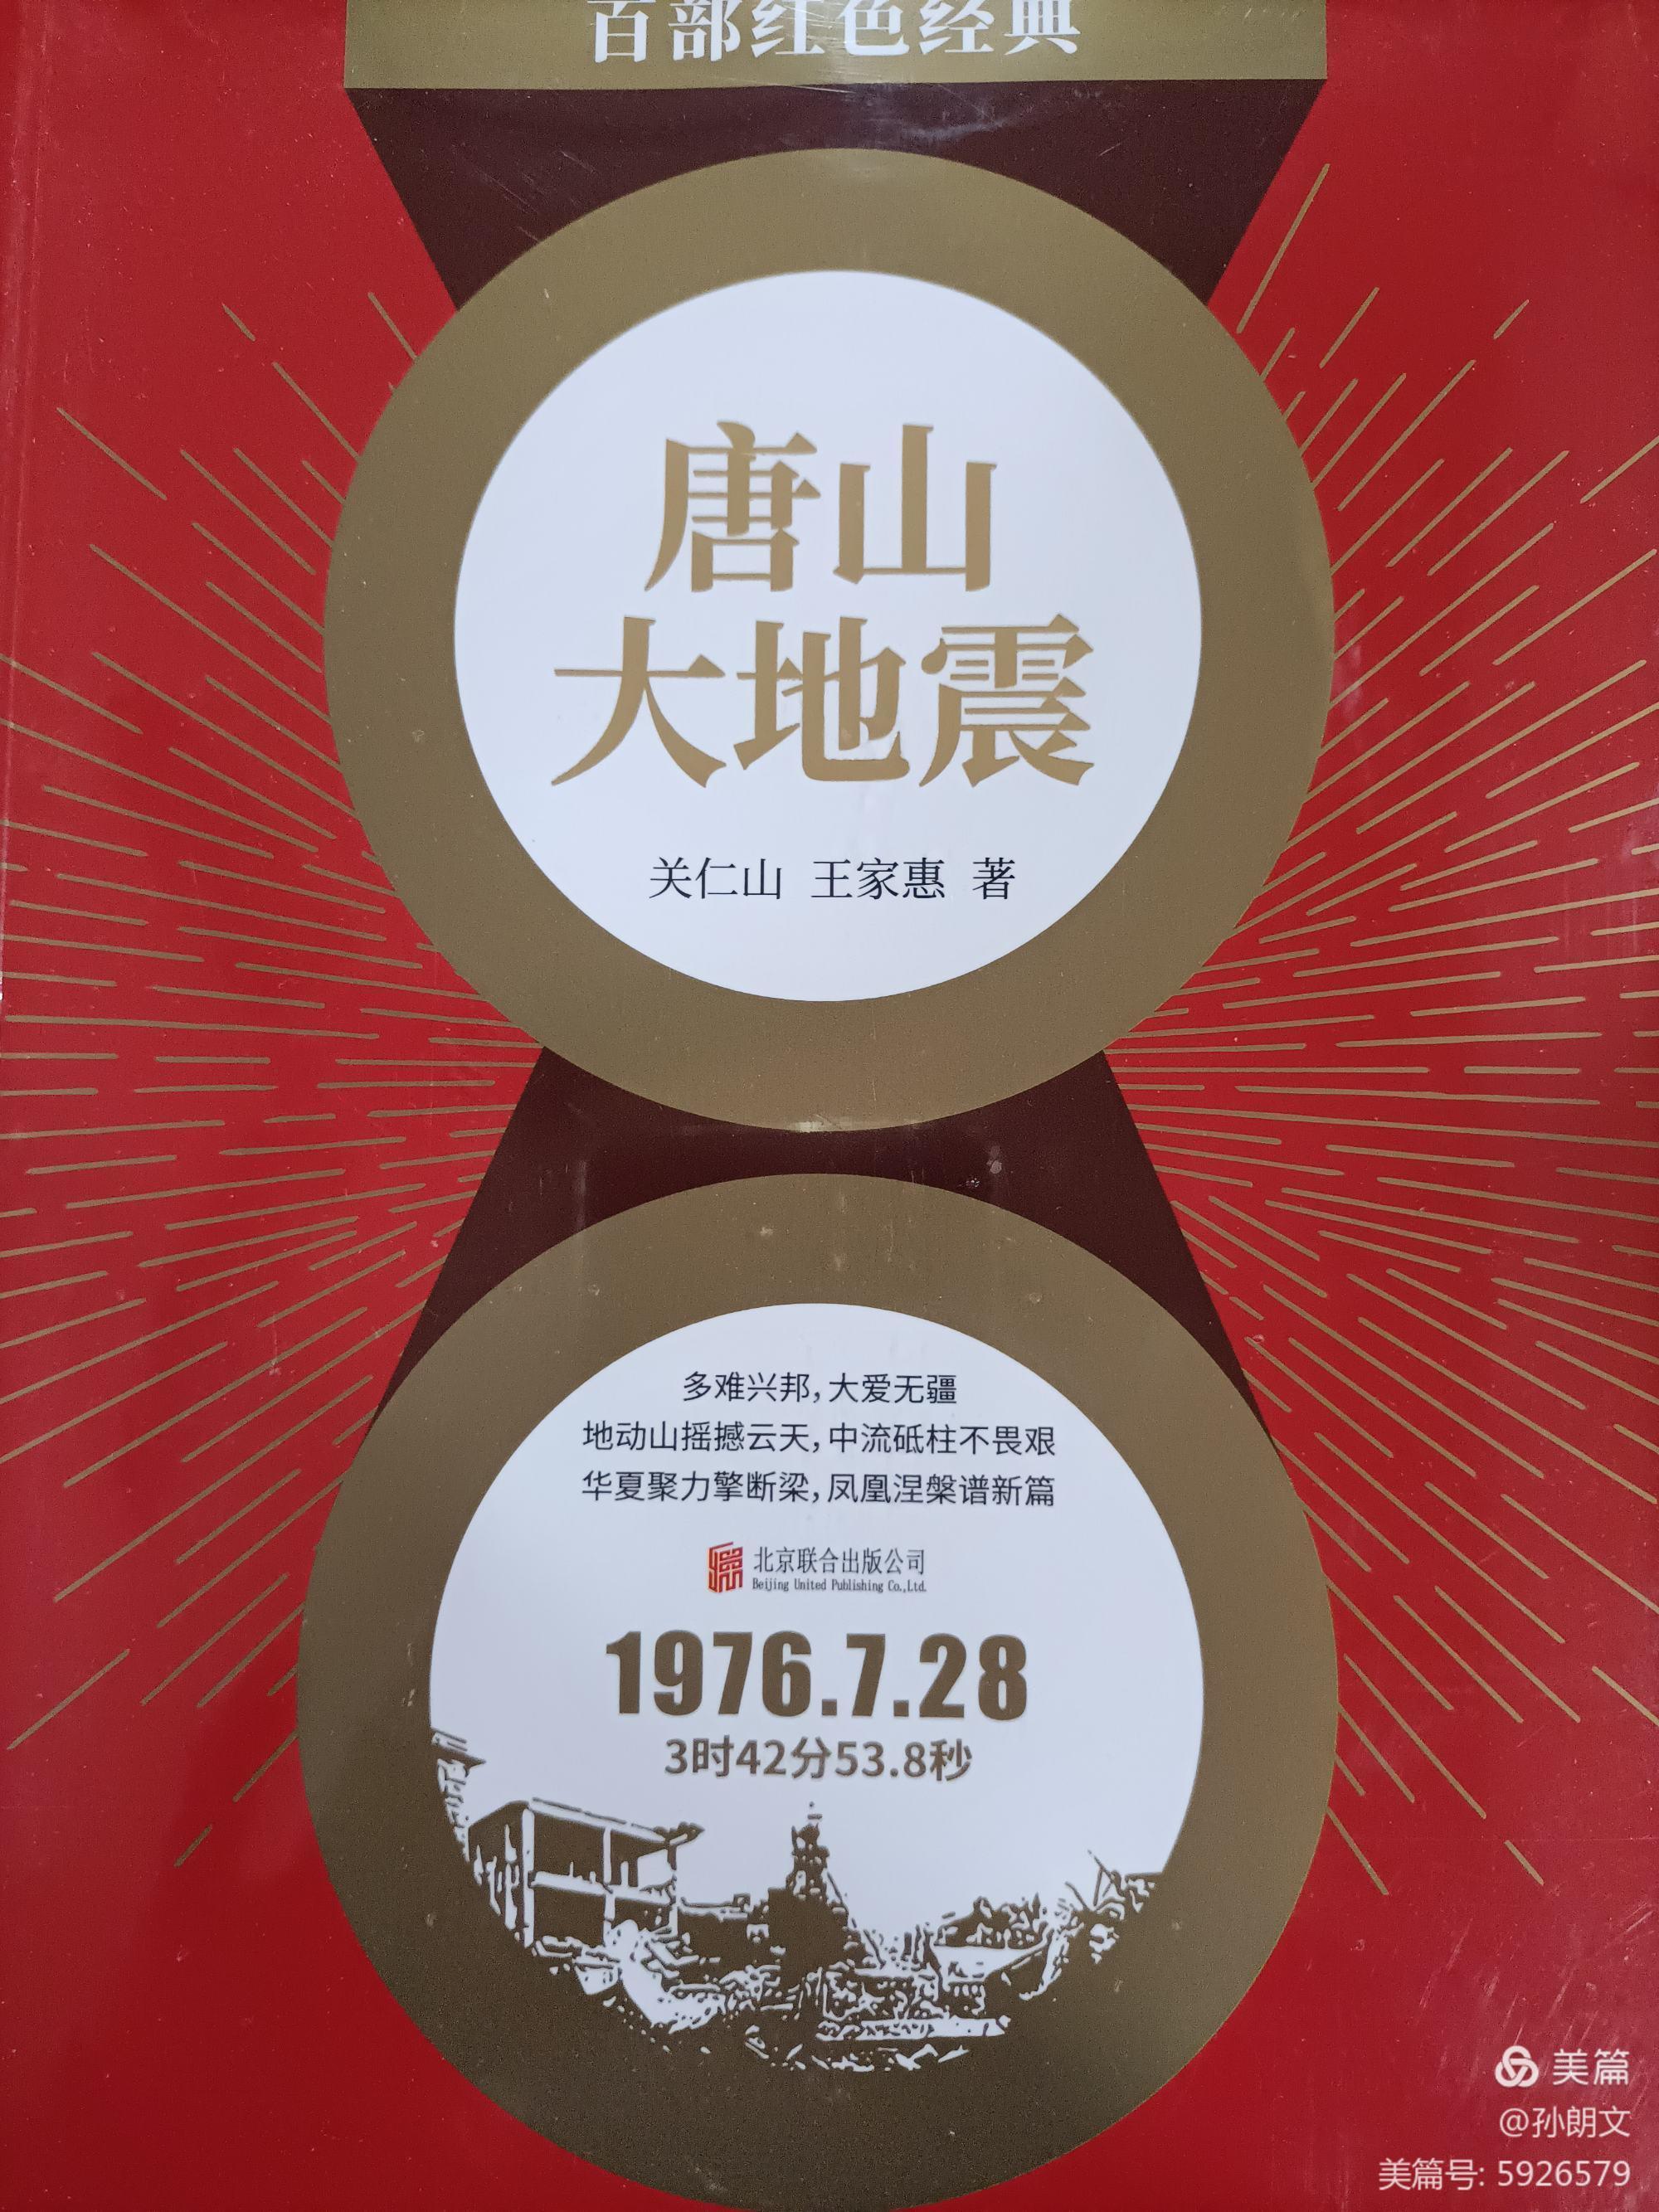 百部红色经典
唐山
大地震
关仁山 王家惠 著
多难兴邦,大爱无疆
地动山摇撼云天,中流砥柱不畏艰
华夏聚力擎断梁,凤凰涅槃谱新篇
北京联合出版公司
Beijing United Publishing Co.,Ltd.
1976.7.28
3时42分53.8秒
美篇
@孙朗文
美篇号: 5926579